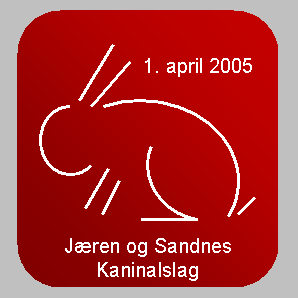 1. april 2005
Jæren og Sandnes
Kaninalslag